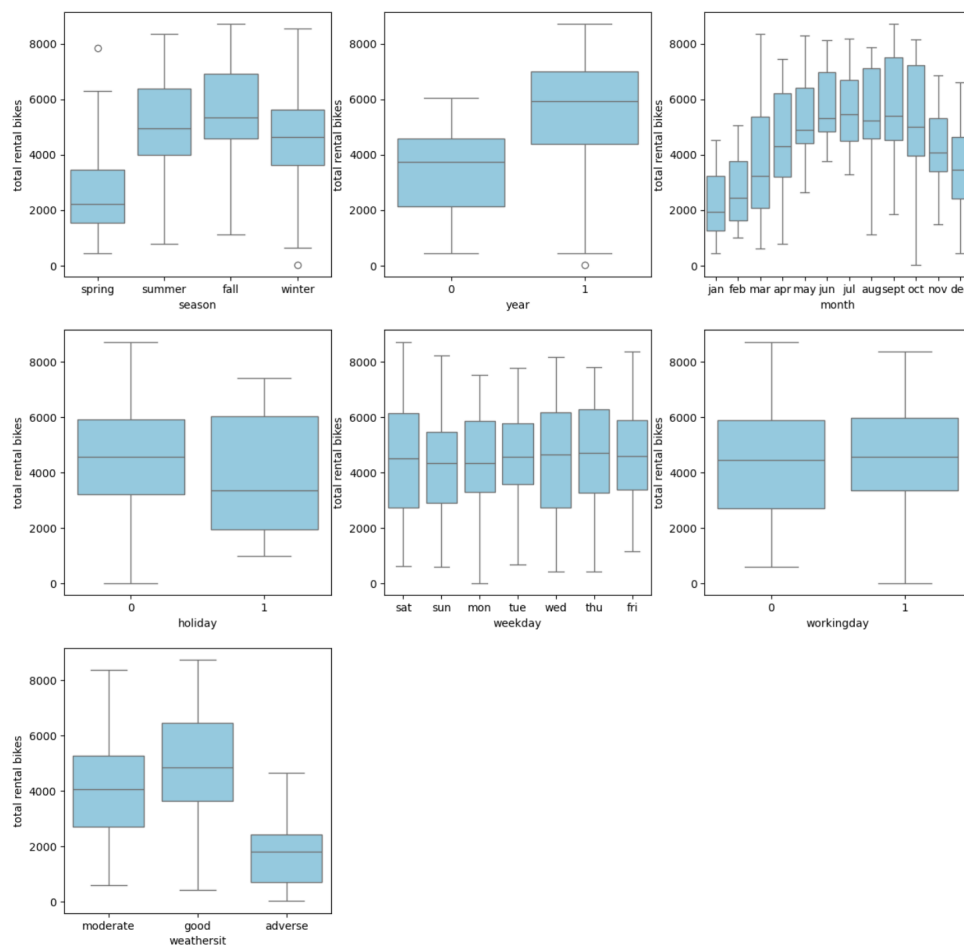 total rental bikes
8000
6000
4000
2000
0
spring summer fall winter
season
total rental bikes
8000
6000
4000
2000
0
0 1
year
total rental bikes
8000
6000
4000
2000
0
jan feb mar apr may jun jul aug sept oct nov de
month
total rental bikes
8000
6000
4000
2000
0
0 1
holiday
total rental bikes
8000
6000
4000
2000
0
sat sun mon tue wed thu fri
weekday
total rental bikes
8000
6000
4000
2000
0
0 1
workingday
total rental bikes
8000
6000
4000
2000
0
moderate good adverse
weathersit